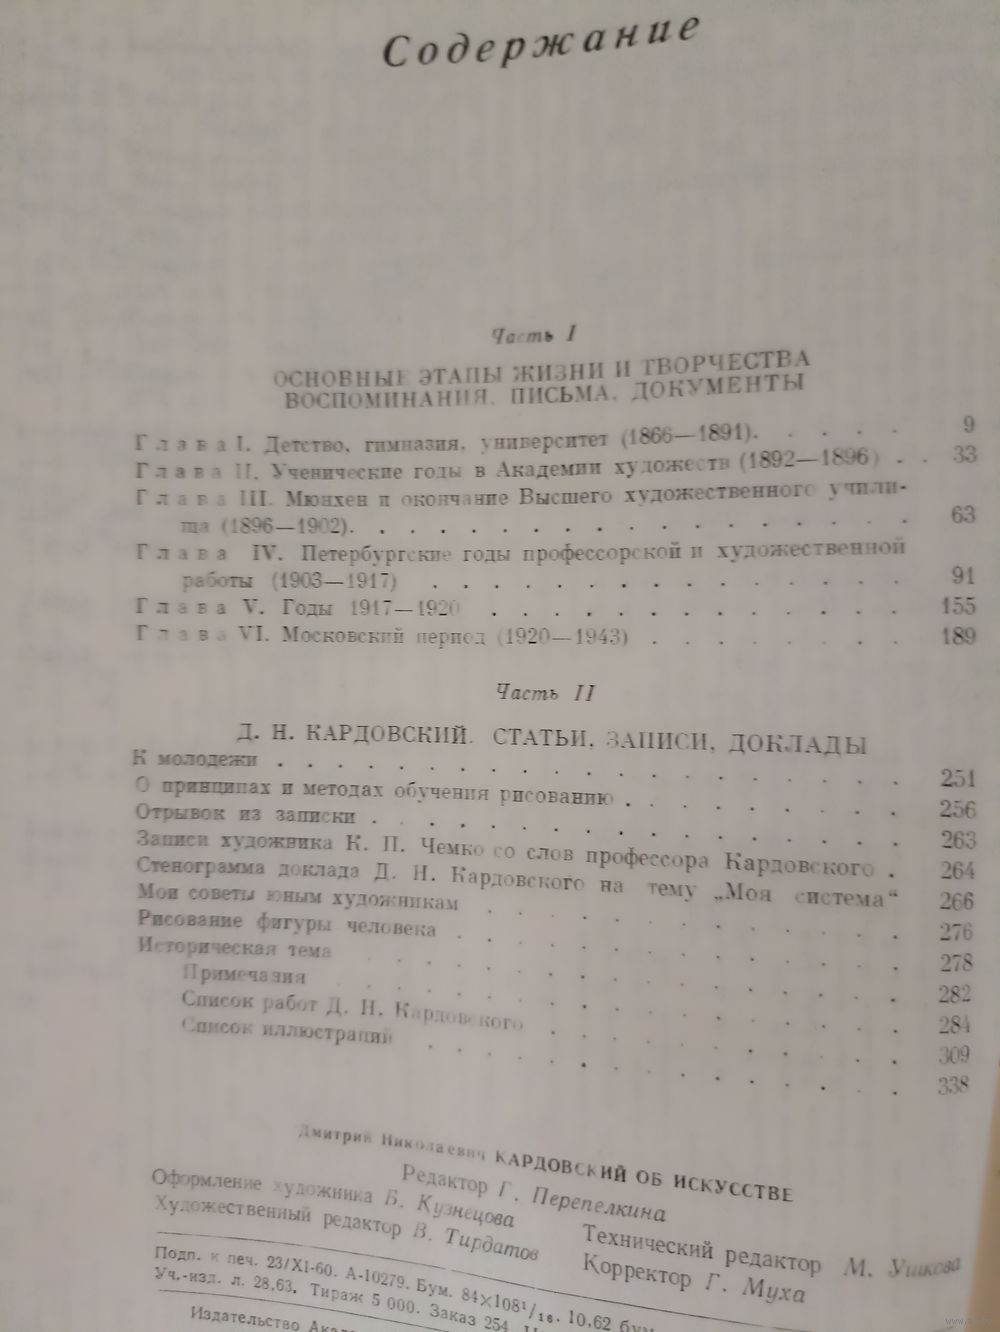 Содержание
Часть I
ОСНОВНЫЕ ЭТАПЫ ЖИЗНИ И ТВОРЧЕСТВА
ВОСПОМИНАНИЯ. ПИСЬМА. ДОКУМЕНТЫ
Глава I. Детство, гимназия, университет (1866—1891). . . . . 9
Глава II. Ученические годы в Академии художеств (1892—1896) . . 33
Глава III. Мюнхен и окончание Высшего художественного учили-
ща (1896—1902). . . . . . . . . . . . . . . 63
Глава IV. Петербургские годы профессорской и художественной
работы (1903—1917) . . . . . . . . . . . . . 91
Глава V. Годы 1917—1920 . . . . . . . . . . . 155
Глава VI. Московский период (1920—1943) . . . . . . . 189
Часть II
Д. Н. КАРДОВСКИЙ. СТАТЬИ, ЗАПИСИ, ДОКЛАДЫ
К молодежи . . . . . . . . . . . . . . . . . 251
О принципах и методах обучения рисованию . . . . . . . . 256
Отрывок из записки . . . . . . . . . . . . . . . 263
Записи художника К. П. Чемко со слов профессора Кардовского . 264
Стенограмма доклада Д. Н. Кардовского на тему „Моя система“ 266
Мои советы юным художникам . . . . . . . . . . . 276
Рисование фигуры человека . . . . . . . . . . . . 278
Историческая тема . . . . . . . . . . . . . . . 282
Примечания . . . . . . . . . . . . . . . 284
Список работ Д. Н. Кардовского . . . . . . . . . 309
Список иллюстраций . . . . . . . . . . . . 338
Дмитрий Николаевич КАРДОВСКИЙ ОБ ИСКУССТВЕ
Редактор Г. Перепелкина
Оформление художника Б. Кузнецова
Технический редактор М. Ушкова
Художественный редактор В. Тирдатов
Корректор Г. Муха
Подп. к печ. 23/XI-60. А-10279. Бум. 84×108¹/₁₆. 10,62 бум
Уч.-изд. л. 28,63. Тираж 5 000. Заказ 254.
Издательство Ака